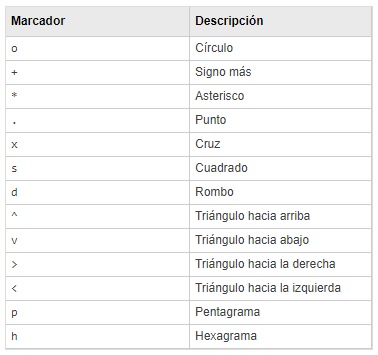 Marcador Descripción
o Círculo
+ Signo más
* Asterisco
. Punto
x Cruz
s Cuadrado
d Rombo
^ Triángulo hacia arriba
v Triángulo hacia abajo
> Triángulo hacia la derecha
< Triángulo hacia la izquierda
p Pentagrama
h Hexagrama